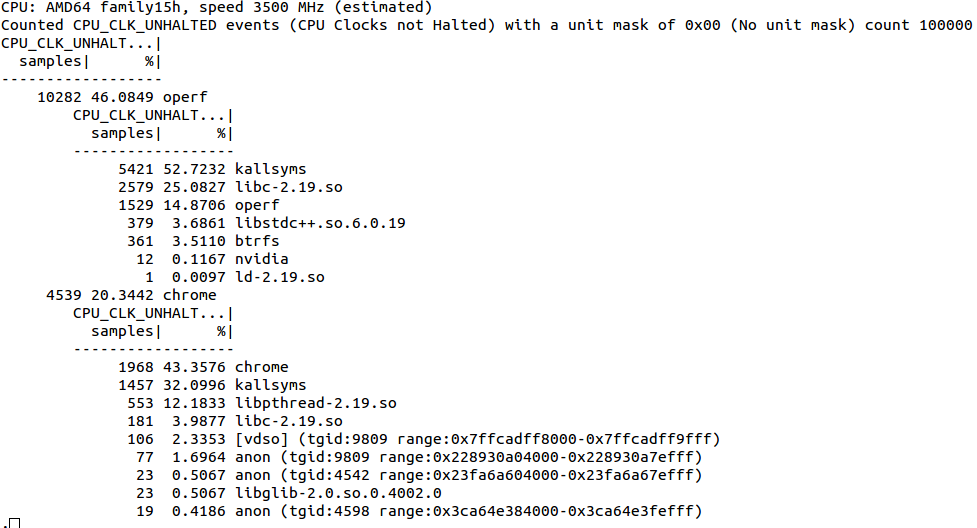 CPU: AMD64 family15h, speed 3500 MHz (estimated)
Counted CPU_CLK_UNHALTED events (CPU Clocks not Halted) with a unit mask of 0x00 (No unit mask) count 100000
CPU_CLK_UNHALT...|
  samples|      %|
------------------
    10282 46.0849 operf
        CPU_CLK_UNHALT...|
          samples|      %|
        ------------------
             5421 52.7232 kallsyms
             2579 25.0827 libc-2.19.so
             1529 14.8706 operf
              379  3.6861 libstdc++.so.6.0.19
              361  3.5110 btrfs
               12  0.1167 nvidia
                1  0.0097 ld-2.19.so
     4539 20.3442 chrome
        CPU_CLK_UNHALT...|
          samples|      %|
        ------------------
             1968 43.3576 chrome
             1457 32.0996 kallsyms
              553 12.1833 libpthread-2.19.so
              181  3.9877 libc-2.19.so
              106  2.3353 [vdso] (tgid:9809 range:0x7ffcadff8000-0x7ffcadff9fff)
               77  1.6964 anon (tgid:9809 range:0x228930a04000-0x228930a7efff)
               23  0.5067 anon (tgid:4542 range:0x23fa6a604000-0x23fa6a67efff)
               23  0.5067 libglib-2.0.so.0.4002.0
               19  0.4186 anon (tgid:4598 range:0x3ca64e384000-0x3ca64e3fefff)
: